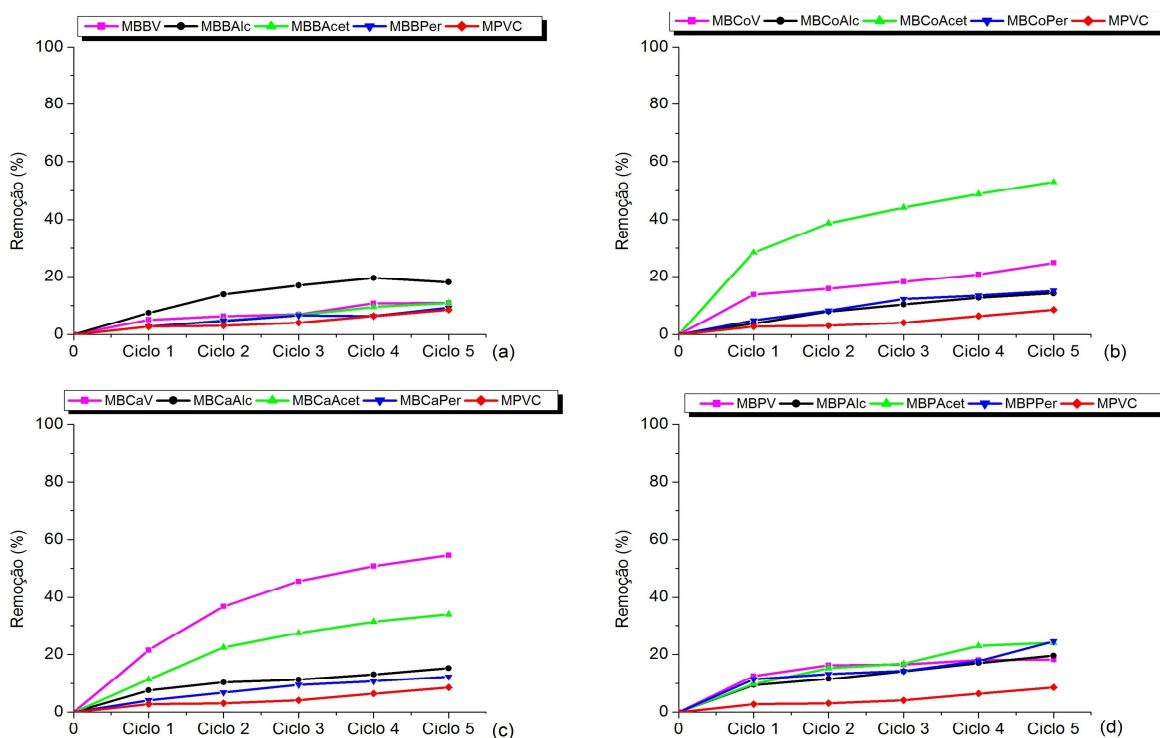 MBBV MBBAlc MBBAcet MBBPer MPVC
100
80
60
40
20
0
Remoção (%)
0 Ciclo 1 Ciclo 2 Ciclo 3 Ciclo 4 Ciclo 5 (a)
MBCoV MBCoAlc MBCoAcet MBCoPer MPVC
100
80
60
40
20
0
Remoção (%)
0 Ciclo 1 Ciclo 2 Ciclo 3 Ciclo 4 Ciclo 5 (b)
MBCaV MBCaAlc MBCaAcet MBCaPer MPVC
100
80
60
40
20
0
Remoção (%)
0 Ciclo 1 Ciclo 2 Ciclo 3 Ciclo 4 Ciclo 5 (c)
MBPV MBPAlc MBPAcet MBPPer MPVC
100
80
60
40
20
0
Remoção (%)
0 Ciclo 1 Ciclo 2 Ciclo 3 Ciclo 4 Ciclo 5 (d)